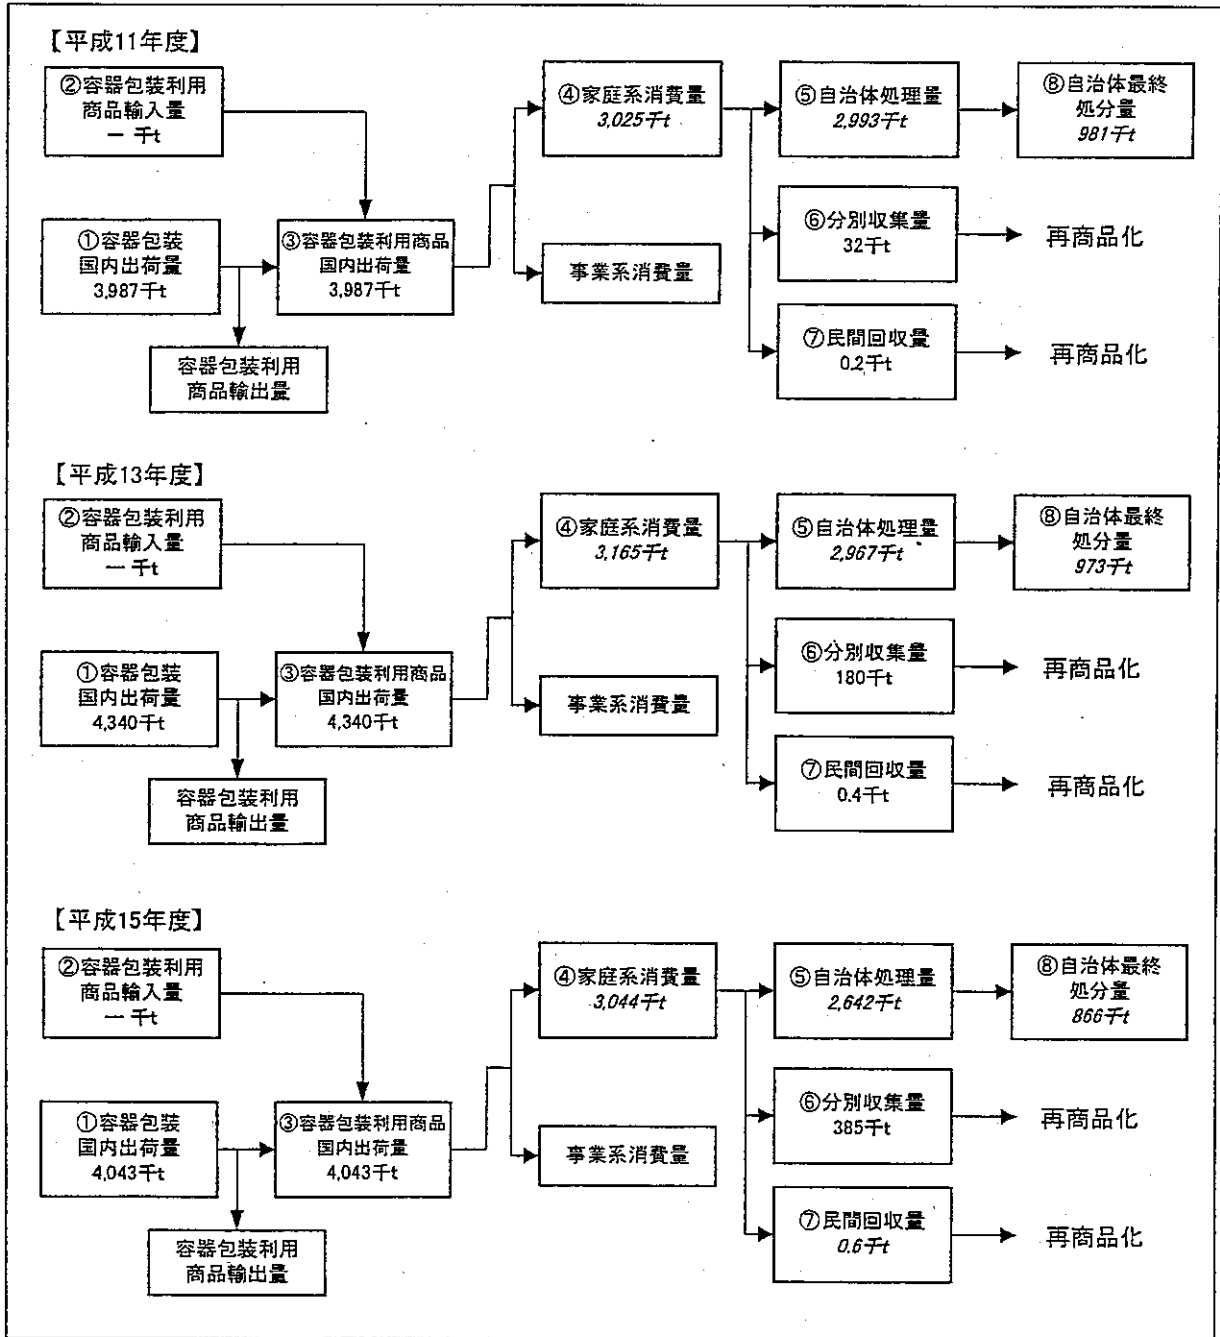 【平成11年度】
②容器包装利用
商品輸入量
― 千t
①容器包装
国内出荷量
3,987千t
容器包装利用
商品輸出量
③容器包装利用商品
国内出荷量
3,987千t
④家庭系消費量
3,025千t
事業系消費量
⑤自治体処理量
2,993千t
⑧自治体最終
処分量
981千t
⑥分別収集量
32千t
再商品化
⑦民間回収量
0.2千t
再商品化
【平成13年度】
②容器包装利用
商品輸入量
― 千t
①容器包装
国内出荷量
4,340千t
容器包装利用
商品輸出量
③容器包装利用商品
国内出荷量
4,340千t
④家庭系消費量
3,165千t
事業系消費量
⑤自治体処理量
2,967千t
⑧自治体最終
処分量
973千t
⑥分別収集量
180千t
再商品化
⑦民間回収量
0.4千t
再商品化
【平成15年度】
②容器包装利用
商品輸入量
― 千t
①容器包装
国内出荷量
4,043千t
容器包装利用
商品輸出量
③容器包装利用商品
国内出荷量
4,043千t
④家庭系消費量
3,044千t
事業系消費量
⑤自治体処理量
2,642千t
⑧自治体最終
処分量
866千t
⑥分別収集量
385千t
再商品化
⑦民間回収量
0.6千t
再商品化